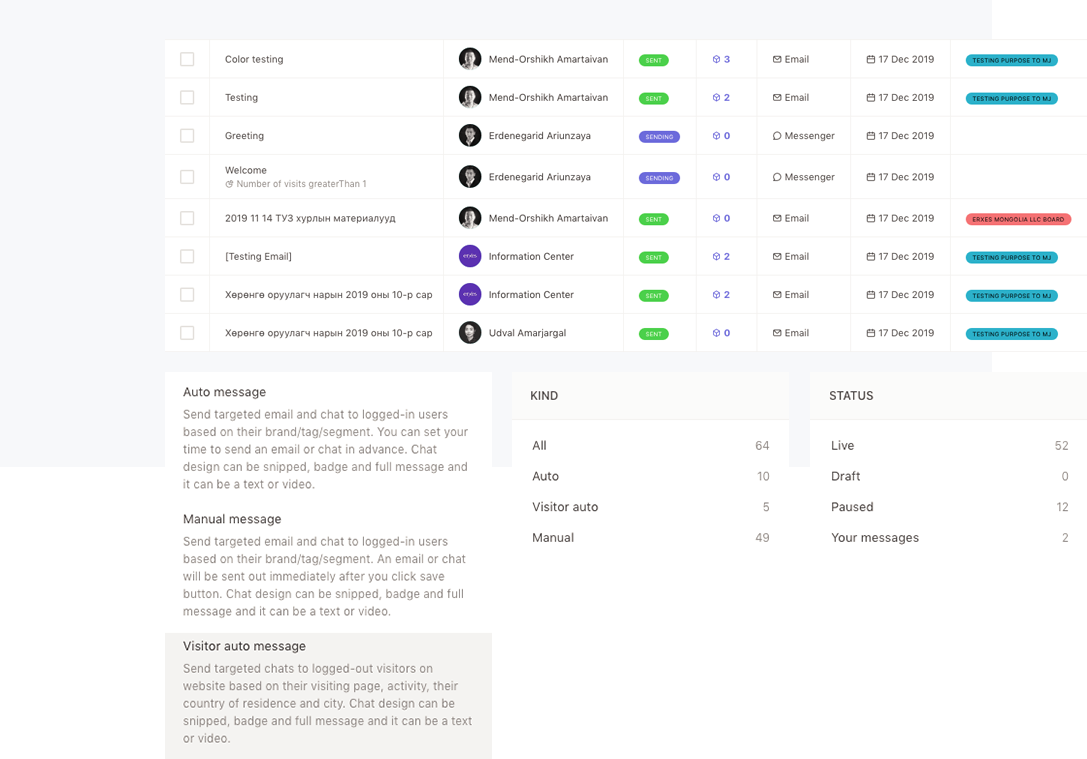 Color testing Mend-Orshikh Amartaivan SENT 3 Email 17 Dec 2019 TESTING PURPOSE TO MJ
Testing Mend-Orshikh Amartaivan SENT 2 Email 17 Dec 2019 TESTING PURPOSE TO MJ
Greeting Erdenegarid Ariunzaya SENDING 0 Messenger 17 Dec 2019
Welcome Erdenegarid Ariunzaya SENDING 0 Messenger 17 Dec 2019
Number of visits greaterThan 1
2019 11 14 ТУЗ хурлын материалууд Mend-Orshikh Amartaivan SENT 0 Email 17 Dec 2019 ERXES MONGOLIA LLC BOARD
[Testing Email] erxes Information Center SENT 2 Email 17 Dec 2019 TESTING PURPOSE TO MJ
Хөрөнгө оруулагч нарын 2019 оны 10-р сар erxes Information Center SENT 2 Email 17 Dec 2019 TESTING PURPOSE TO MJ
Хөрөнгө оруулагч нарын 2019 оны 10-р сар Udval Amarjargal SENT 0 Email 17 Dec 2019 TESTING PURPOSE TO MJ
Auto message
Send targeted email and chat to logged-in users
based on their brand/tag/segment. You can set your
time to send an email or chat in advance. Chat
design can be snipped, badge and full message and
it can be a text or video.
Manual message
Send targeted email and chat to logged-in users
based on their brand/tag/segment. An email or chat
will be sent out immediately after you click save
button. Chat design can be snipped, badge and full
message and it can be a text or video.
Visitor auto message
Send targeted chats to logged-out visitors on
website based on their visiting page, activity, their
country of residence and city. Chat design can be
snipped, badge and full message and it can be a text
or video.
KIND
All 64
Auto 10
Visitor auto 5
Manual 49
STATUS
Live 52
Draft 0
Paused 12
Your messages 2